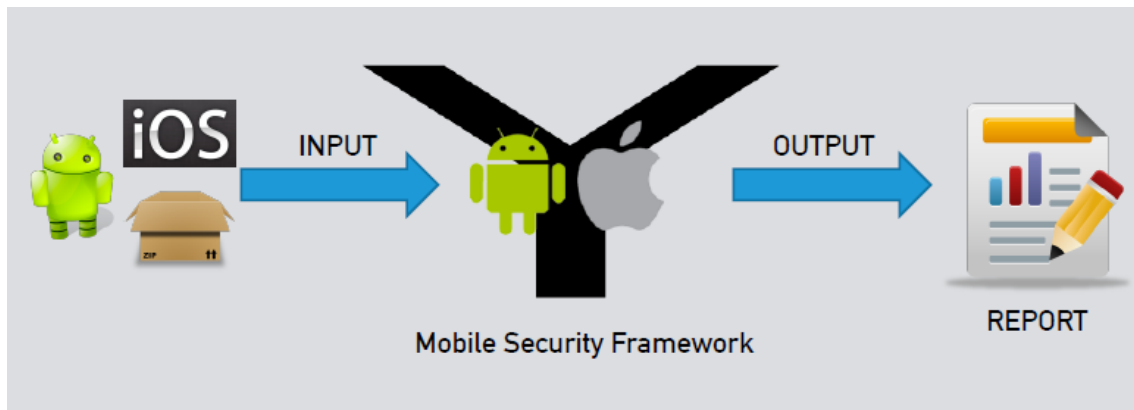 iOS
ZIP
INPUT
Mobile Security Framework
OUTPUT
REPORT